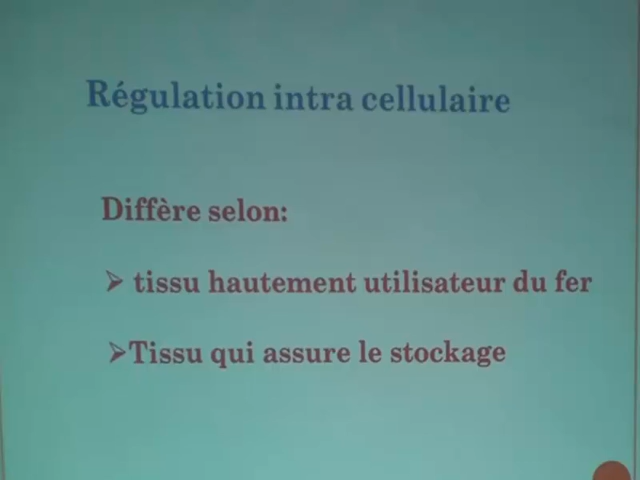 Régulation intra cellulaire
Diffère selon:
➢ tissu hautement utilisateur du fer
➢Tissu qui assure le stockage